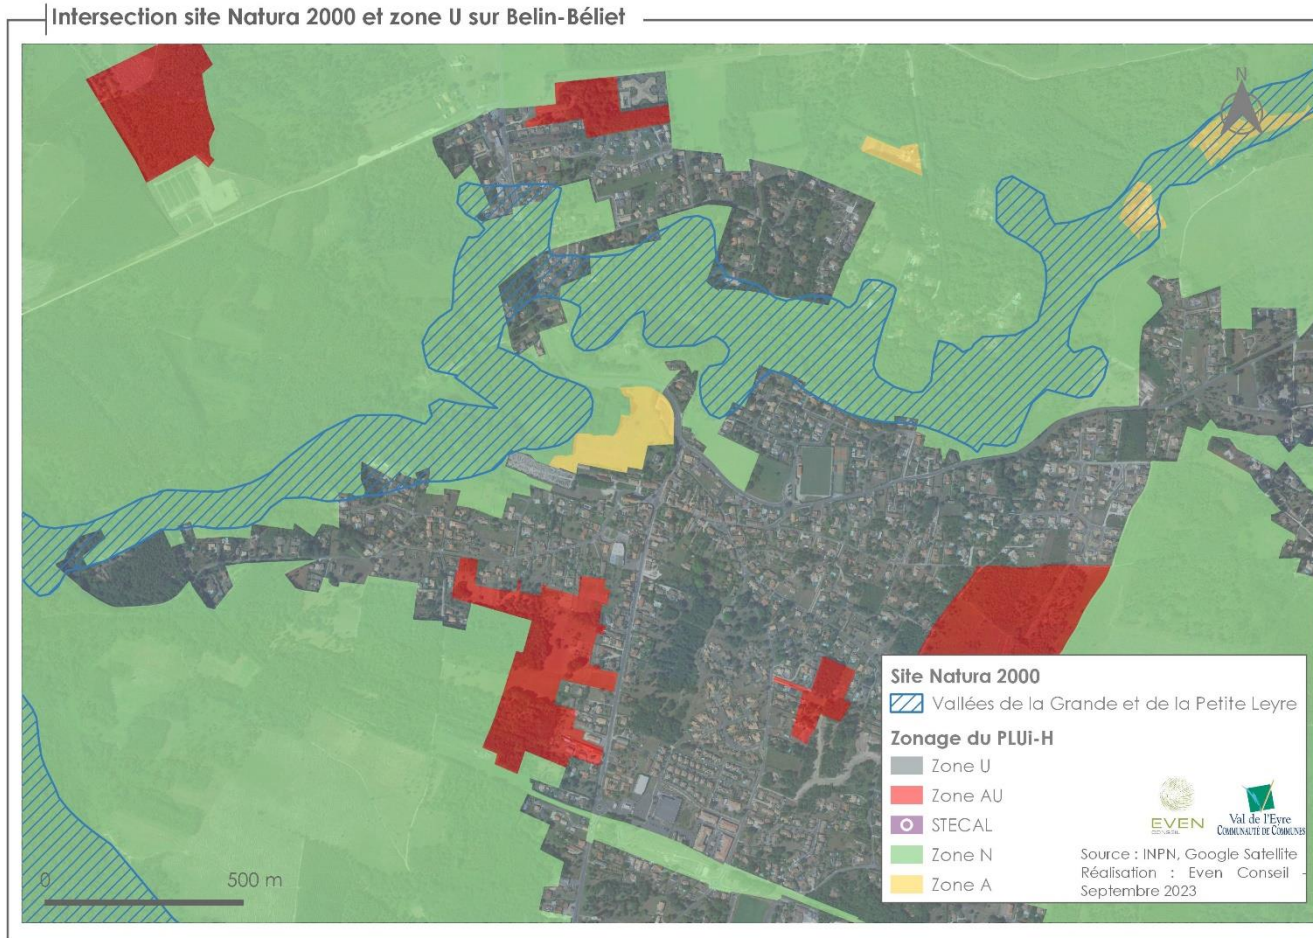 Intersection site Natura 2000 et zone U sur Belin-Béliet
N
Site Natura 2000
Vallées de la Grande et de la Petite Leyre
Zonage du PLUi-H
Zone U
Zone AU
STECAL
Zone N
Zone A
EVEN
CONSEIL
Val de l'Eyre
COMMUNAUTÉ DE COMMUNES
Source : INPN, Google Satellite
Réalisation : Even Conseil -
Septembre 2023
0 500 m